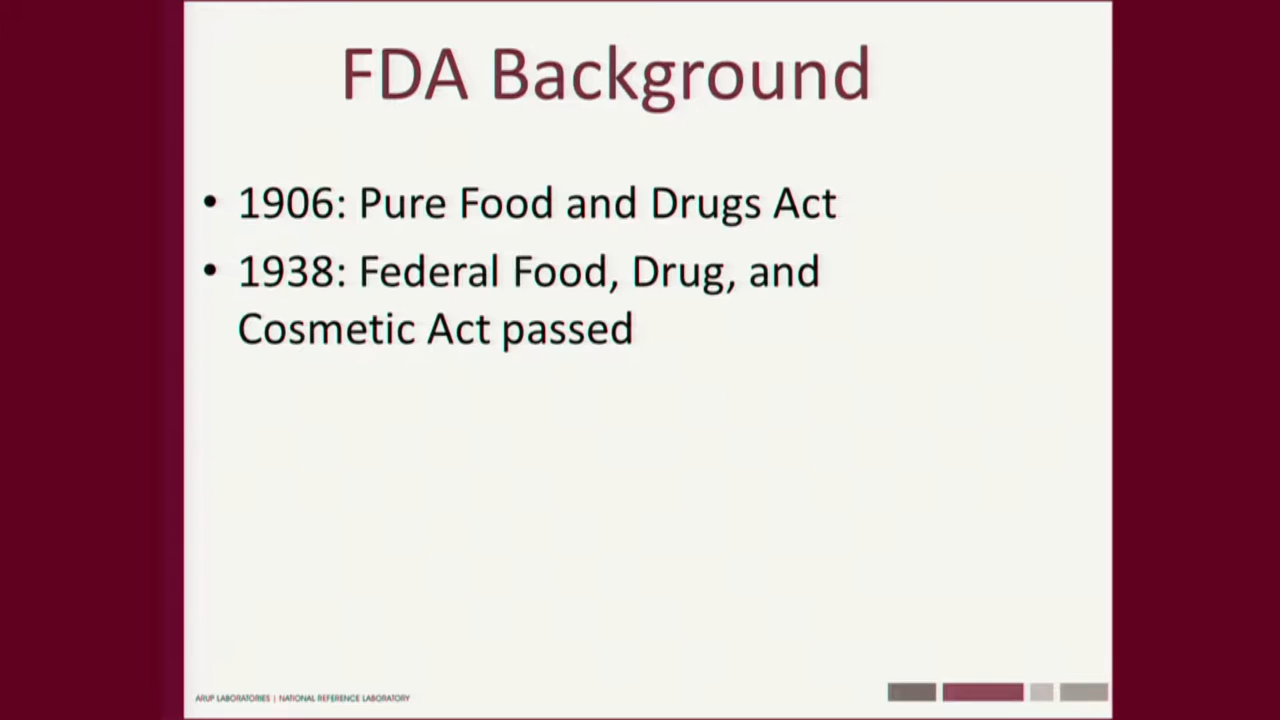 FDA Background
• 1906: Pure Food and Drugs Act
• 1938: Federal Food, Drug, and
Cosmetic Act passed
ARUP LABORATORIES | NATIONAL REFERENCE LABORATORY